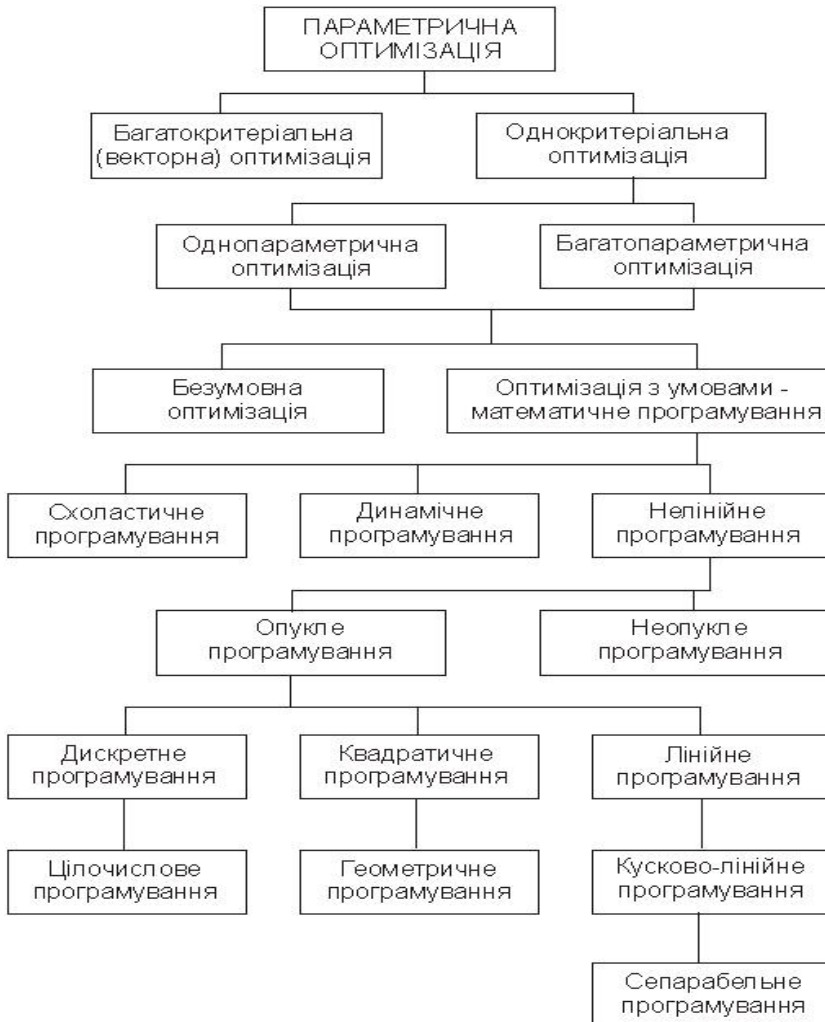 ПАРАМЕТРИЧНА
ОПТИМІЗАЦІЯ
Багатокритеріальна
(векторна) оптимізація
Однокритеріальна
оптимізація
Однопараметрична
оптимізація
Багатопараметрична
оптимізація
Безумовна
оптимізація
Оптимізація з умовами -
математичне програмування
Схоластичне
програмування
Динамічне
програмування
Нелінійне
програмування
Опукле
програмування
Неопукле
програмування
Дискретне
програмування
Квадратичне
програмування
Лінійне
програмування
Цілочислове
програмування
Геометричне
програмування
Кусково-лінійне
програмування
Сепарабельне
програмування